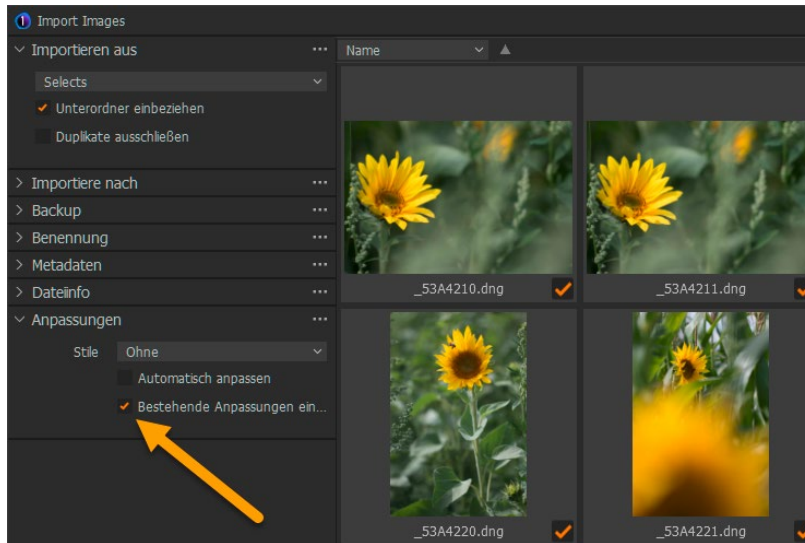 Import Images
Importieren aus ...
Selects
Unterordner einbeziehen
Duplikate ausschließen
Importiere nach ...
Backup ...
Benennung ...
Metadaten ...
Dateiinfo ...
Anpassungen ...
Stile Ohne
Automatisch anpassen
Bestehende Anpassungen ein...
Name
_53A4210.dng
_53A4211.dng
_53A4220.dng
_53A4221.dng